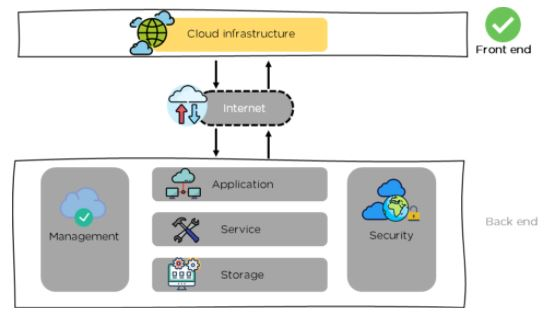 Cloud infrastructure
Front end
Internet
Application
Management
Service
Security
Storage
Back end